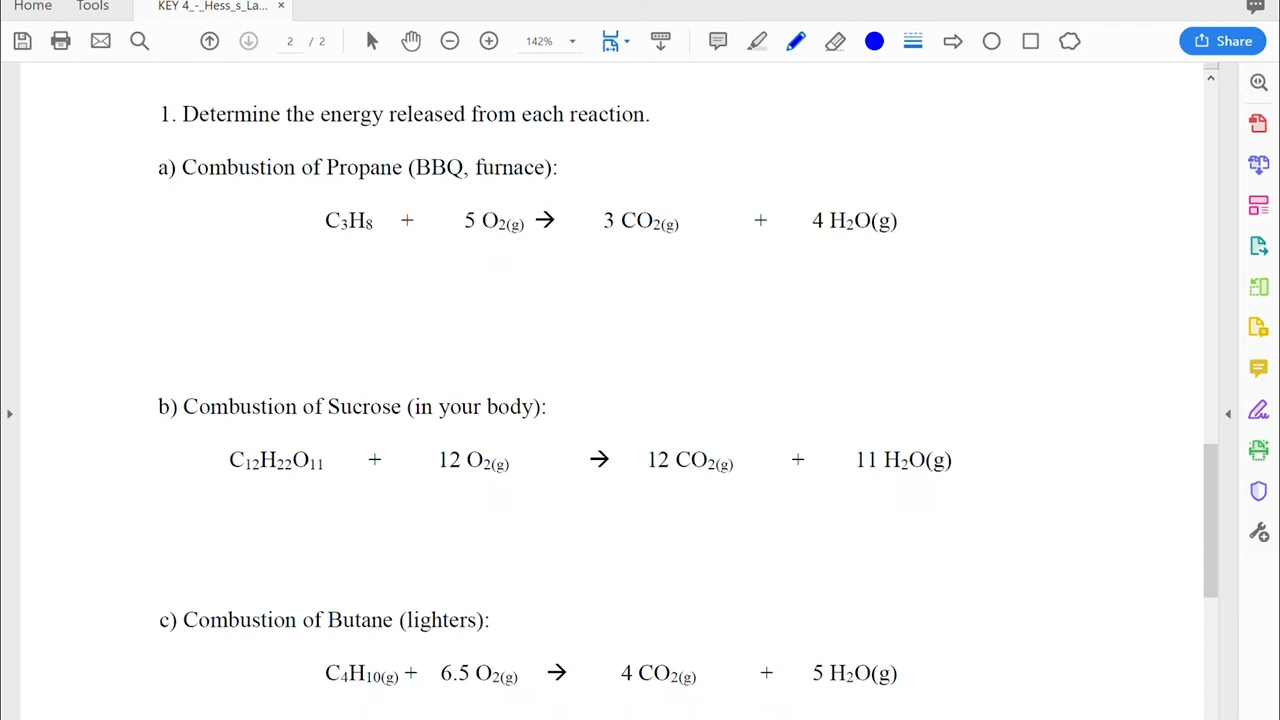 Home Tools KEY 4_-_Hess_s_La... ×
2 / 2 142% Share
1. Determine the energy released from each reaction.
a) Combustion of Propane (BBQ, furnace):
C₃H₈ + 5 O₂(g) → 3 CO₂(g) + 4 H₂O(g)
b) Combustion of Sucrose (in your body):
C₁₂H₂₂O₁₁ + 12 O₂(g) → 12 CO₂(g) + 11 H₂O(g)
c) Combustion of Butane (lighters):
C₄H₁₀(g) + 6.5 O₂(g) → 4 CO₂(g) + 5 H₂O(g)